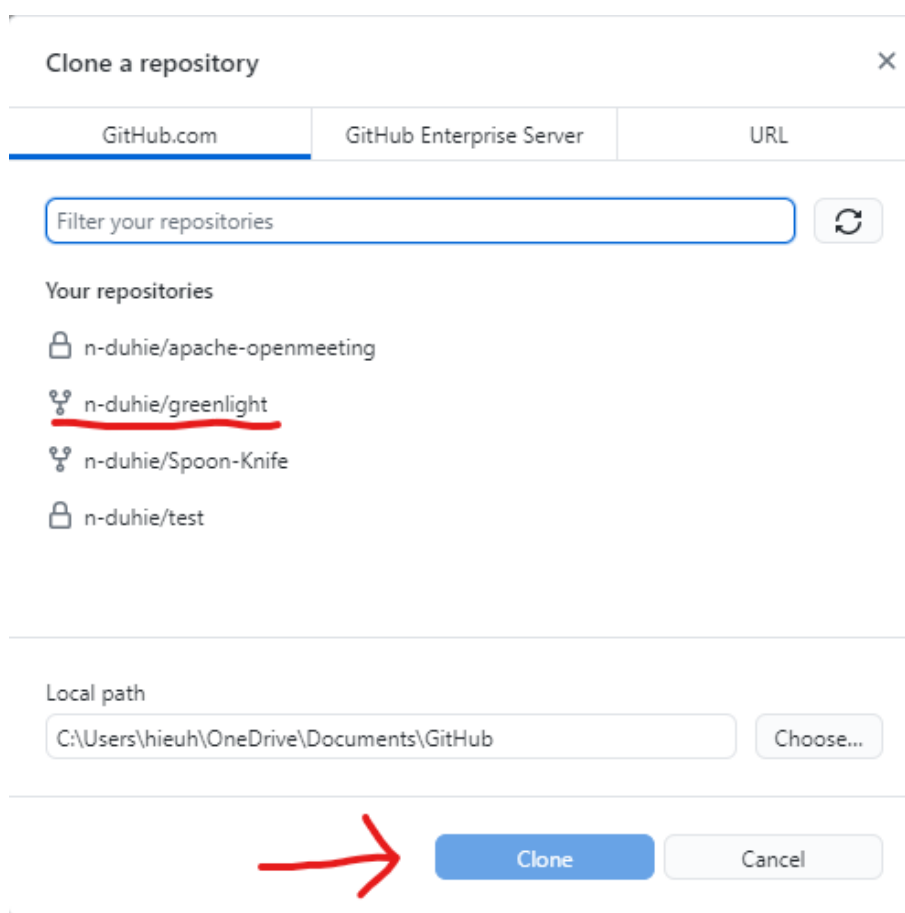 Clone a repository
GitHub.com GitHub Enterprise Server URL
Filter your repositories
Your repositories
n-duhie/apache-openmeeting
n-duhie/greenlight
n-duhie/Spoon-Knife
n-duhie/test
Local path
C:\Users\hieuh\OneDrive\Documents\GitHub Choose...
Clone Cancel